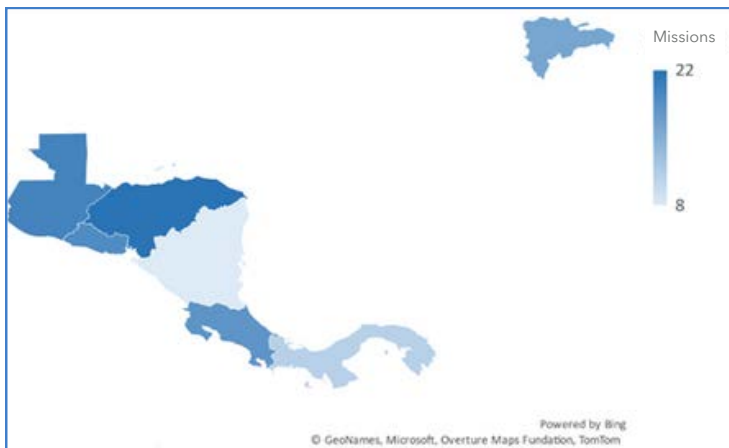 Missions
22
8
Powered by Bing
© GeoNames, Microsoft, Overture Maps Fundation, TomTom